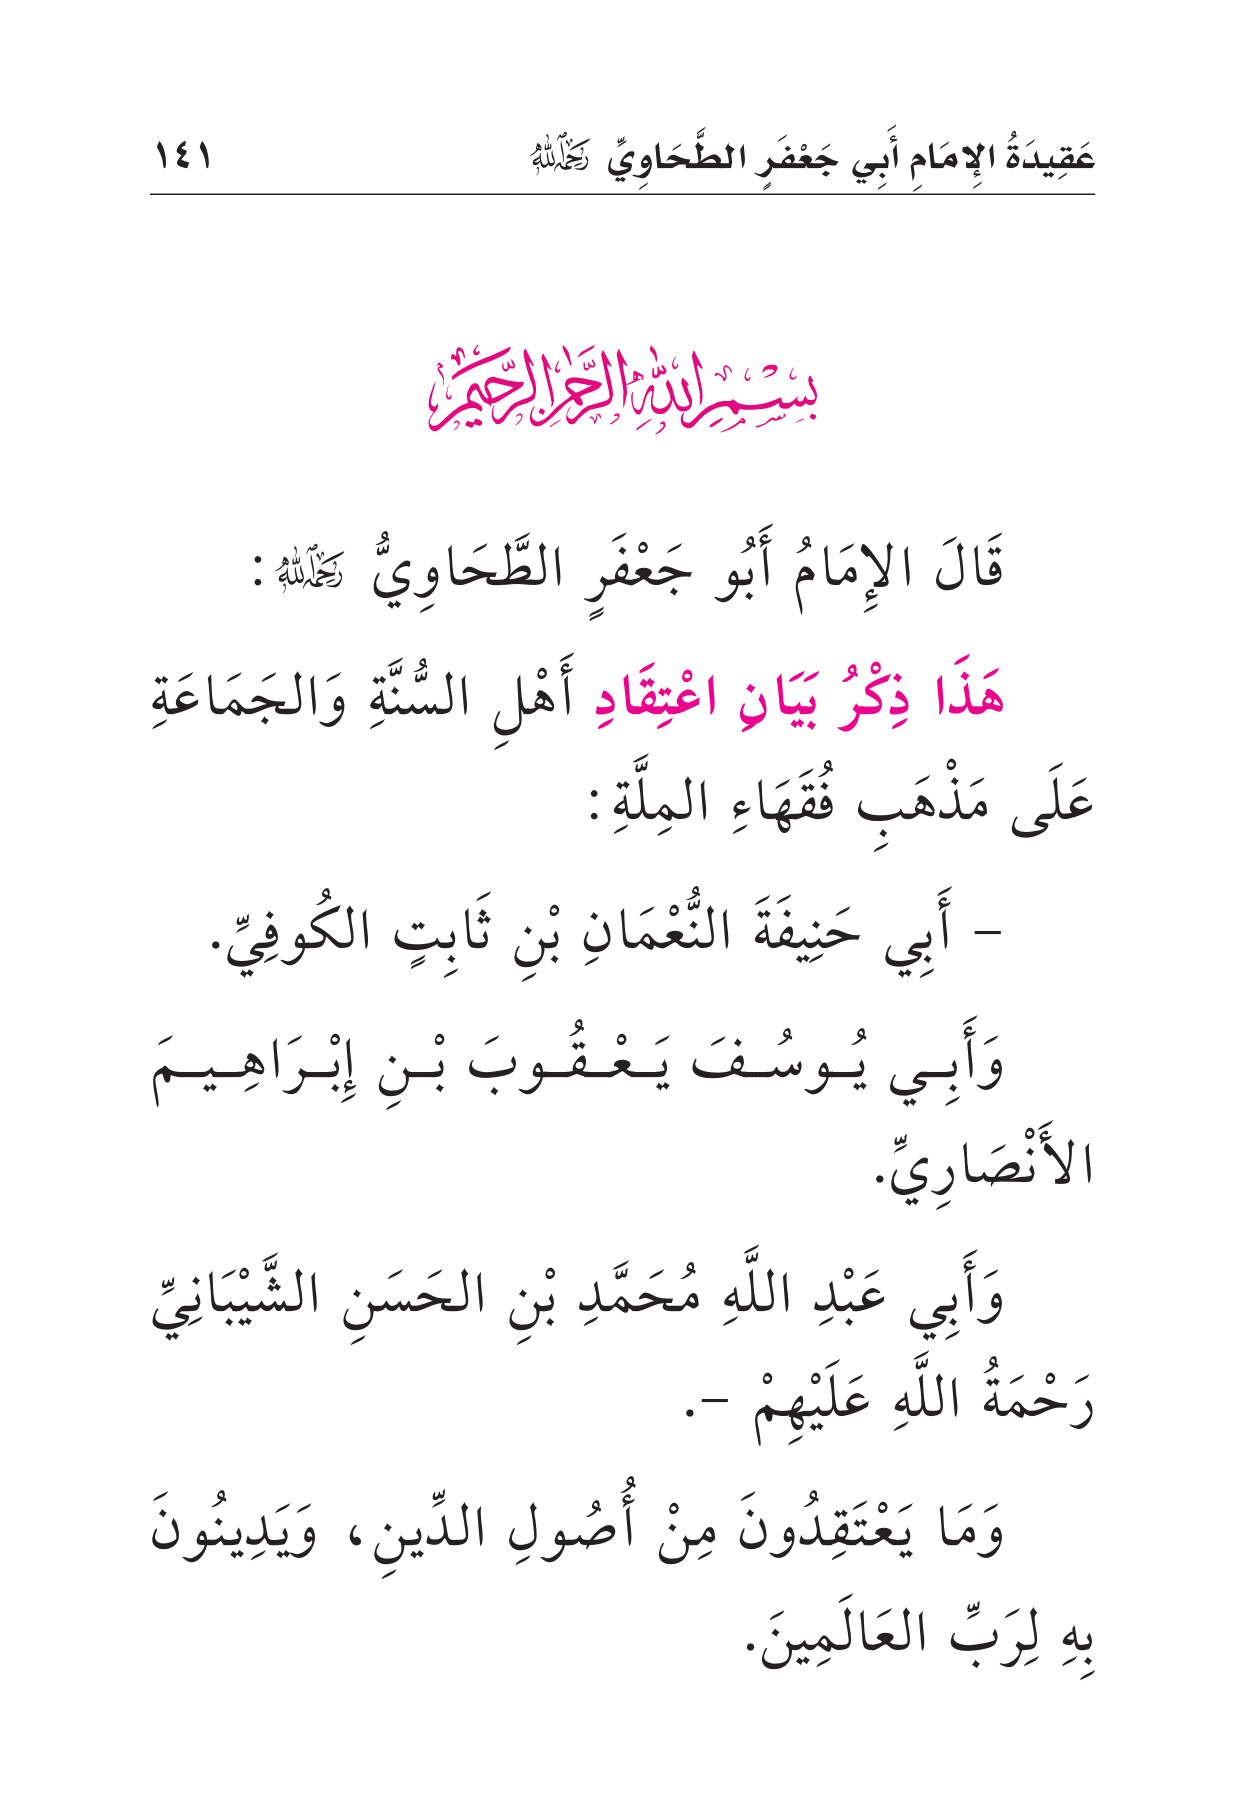 عَقِيدَةُ الإِمَامِ أَبِي جَعْفَرٍ الطَّحَاوِيِّ رَحِمَهُ اللَّهُ ١٤١
بِسْمِ اللَّهِ الرَّحْمَنِ الرَّحِيمِ
قَالَ الإِمَامُ أَبُو جَعْفَرٍ الطَّحَاوِيُّ رَحِمَهُ اللَّهُ :
هَذَا ذِكْرُ بَيَانِ اعْتِقَادِ أَهْلِ السُّنَّةِ وَالجَمَاعَةِ
عَلَى مَذْهَبِ فُقَهَاءِ المِلَّةِ :
– أَبِي حَنِيفَةَ النُّعْمَانِ بْنِ ثَابِتٍ الكُوفِيِّ.
وَأَبِي يُوسُفَ يَعْقُوبَ بْنِ إِبْرَاهِيمَ
الأَنْصَارِيِّ.
وَأَبِي عَبْدِ اللَّهِ مُحَمَّدِ بْنِ الحَسَنِ الشَّيْبَانِيِّ
رَحْمَةُ اللَّهِ عَلَيْهِمْ –.
وَمَا يَعْتَقِدُونَ مِنْ أُصُولِ الدِّينِ، وَيَدِينُونَ
بِهِ لِرَبِّ العَالَمِينَ.